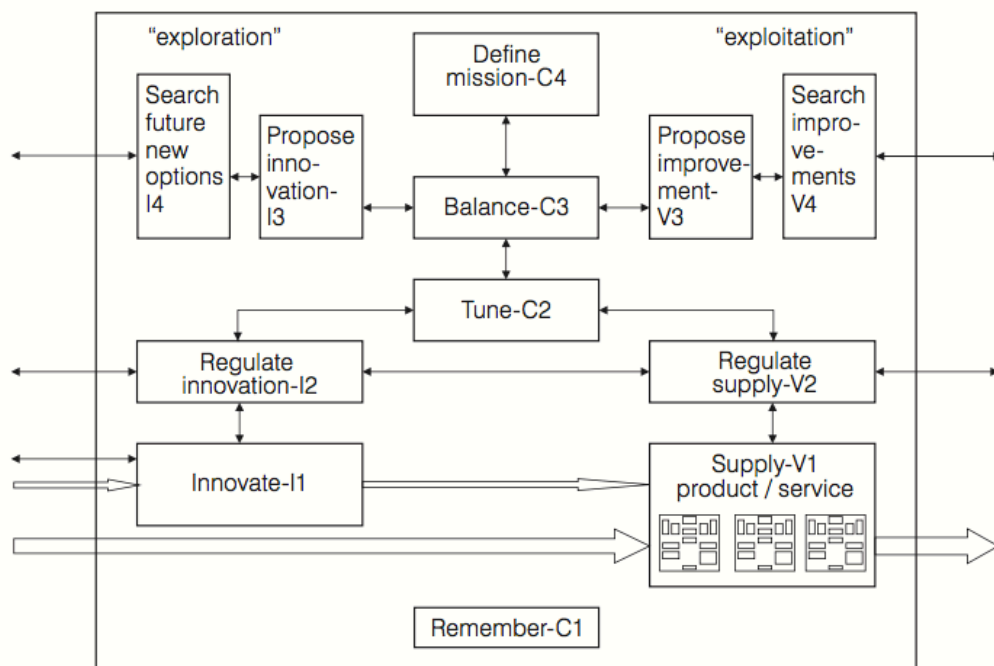 “exploration”
“exploitation”
Define
mission-C4
Search
future
new
options
I4
Propose
inno-
vation-
I3
Balance-C3
Propose
improve-
ment-
V3
Search
impro-
ve-
ments
V4
Tune-C2
Regulate
innovation-I2
Regulate
supply-V2
Innovate-I1
Supply-V1
product / service
Remember-C1